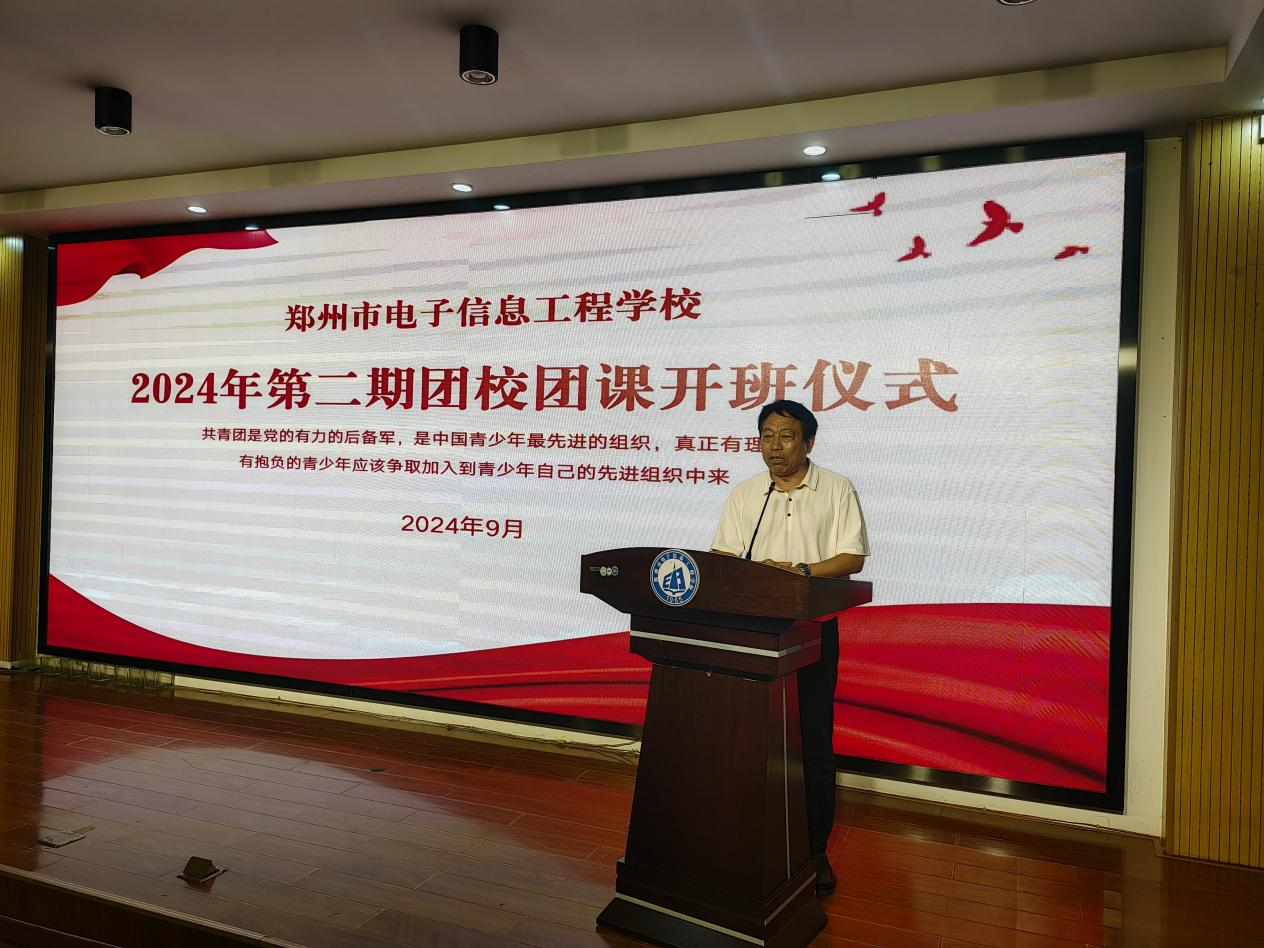 郑州市电子信息工程学校
2024年第二期团校团课开班仪式
共青团是党的有力的后备军，是中国青少年最先进的组织，真正有理
有抱负的青少年应该争取加入到青少年自己的先进组织中来
2024年9月